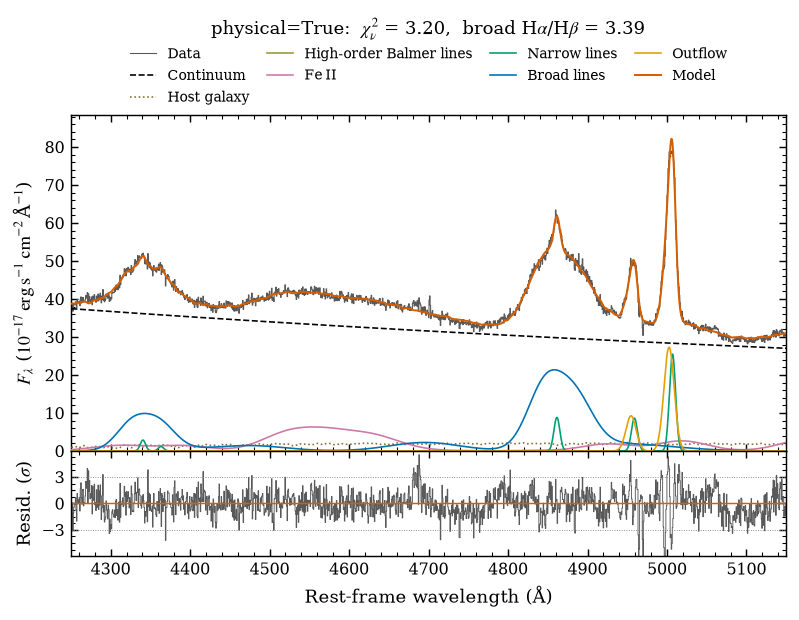 physical=True: χ²ᵥ = 3.20, broad Hα/Hβ = 3.39
Data
High-order Balmer lines
Narrow lines
Outflow
Continuum
Fe II
Broad lines
Model
Host galaxy
Fλ (10⁻¹⁷ erg s⁻¹ cm⁻² Å⁻¹)
80
70
60
50
40
30
20
10
0
Resid. (σ)
3
0
−3
4300 4400 4500 4600 4700 4800 4900 5000 5100
Rest-frame wavelength (Å)